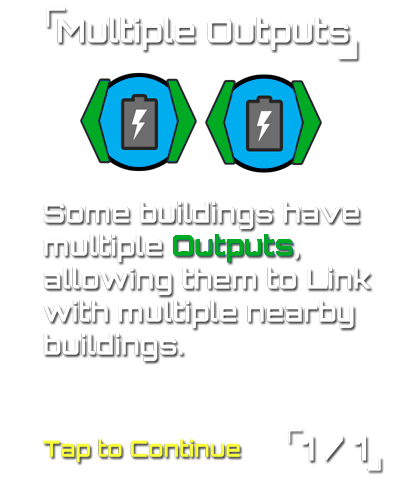 Multiple Outputs
Some buildings have
multiple Outputs,
allowing them to Link
with multiple nearby
buildings.
Tap to Continue
1 / 1